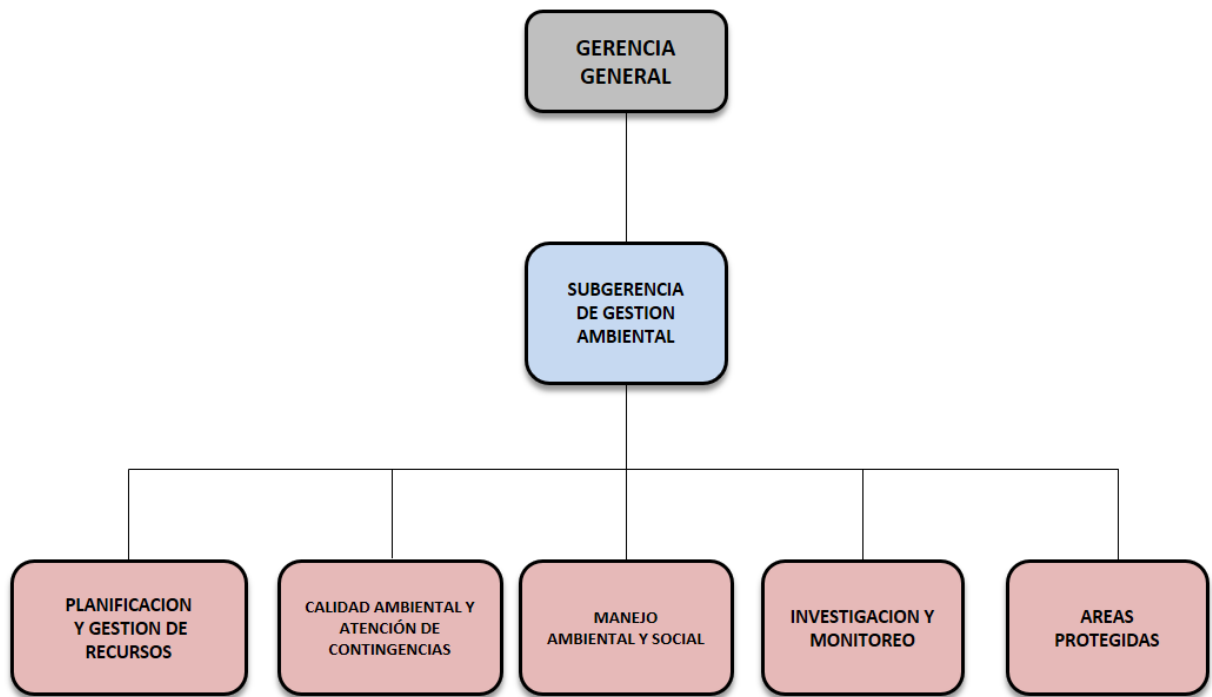 GERENCIA
GENERAL
SUBGERENCIA
DE GESTION
AMBIENTAL
PLANIFICACION
Y GESTION DE
RECURSOS
CALIDAD AMBIENTAL Y
ATENCIÓN DE
CONTINGENCIAS
MANEJO
AMBIENTAL Y SOCIAL
INVESTIGACION Y
MONITOREO
AREAS
PROTEGIDAS